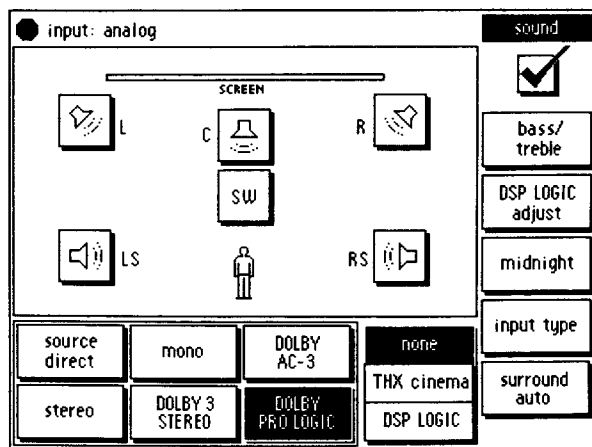 input: analog
sound
SCREEN
L
C
R
SW
LS
RS
bass/
treble
DSP LOGIC
adjust
midnight
input type
surround
auto
source
direct
mono
DOLBY
AC-3
stereo
DOLBY 3
STEREO
DOLBY
PRO LOGIC
none
THX cinema
DSP LOGIC